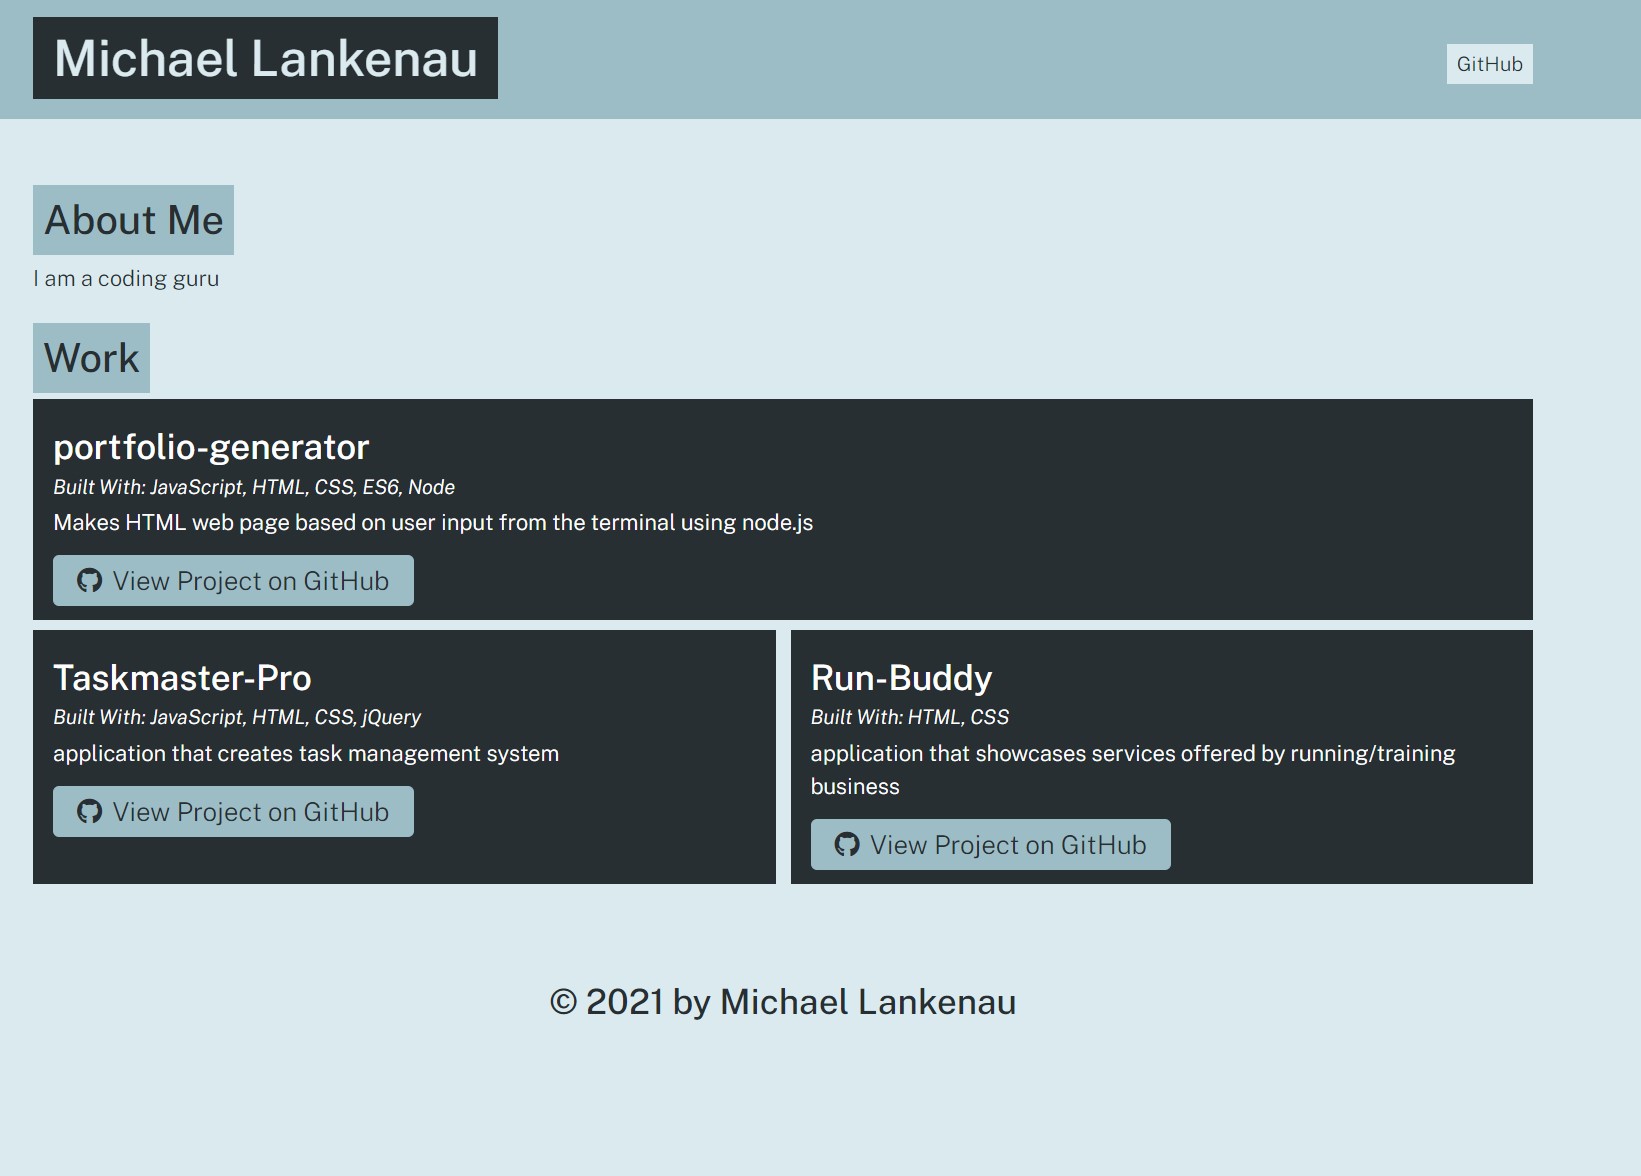 Michael Lankenau
GitHub
About Me
I am a coding guru
Work
portfolio-generator
Built With: JavaScript, HTML, CSS, ES6, Node
Makes HTML web page based on user input from the terminal using node.js
View Project on GitHub
Taskmaster-Pro
Built With: JavaScript, HTML, CSS, jQuery
application that creates task management system
View Project on GitHub
Run-Buddy
Built With: HTML, CSS
application that showcases services offered by running/training
business
View Project on GitHub
© 2021 by Michael Lankenau